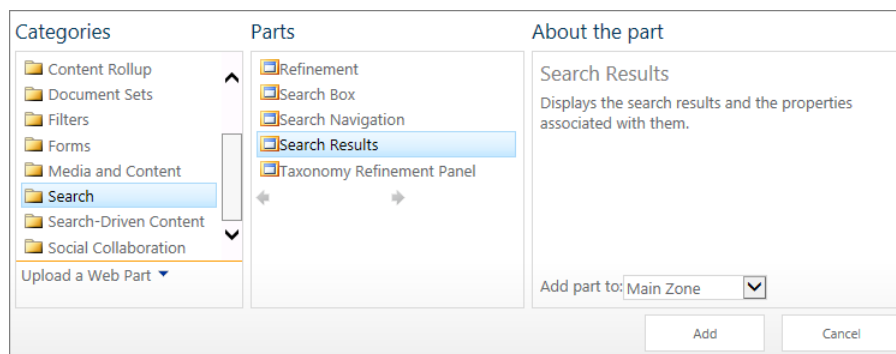 Categories
Content Rollup
Document Sets
Filters
Forms
Media and Content
Search
Search-Driven Content
Social Collaboration
Upload a Web Part
Parts
Refinement
Search Box
Search Navigation
Search Results
Taxonomy Refinement Panel
About the part
Search Results
Displays the search results and the properties
associated with them.
Add part to: Main Zone
Add
Cancel